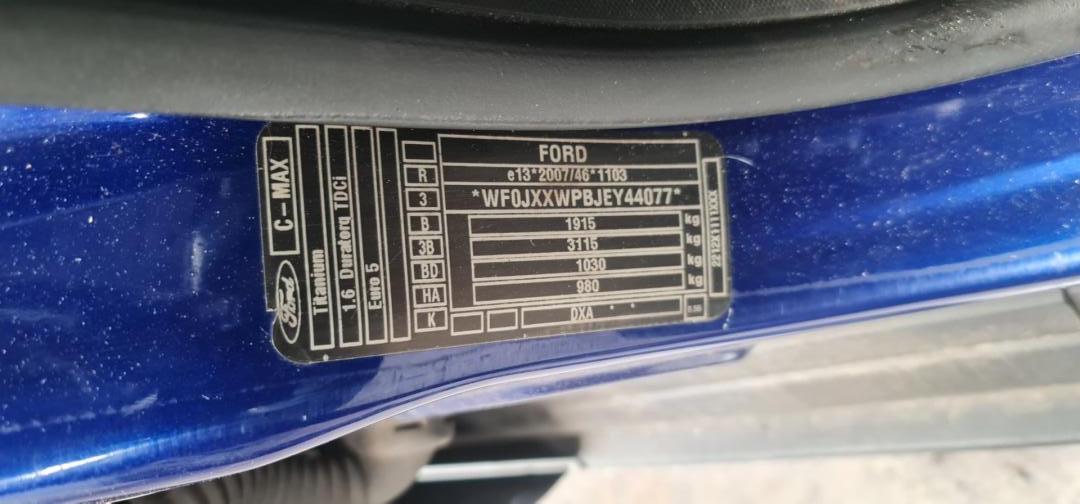 Ford
C-MAX
Titanium
1.6 Duratorq TDCi
Euro 5
R
3
B
3B
BD
HA
K
FORD
e13*2007/46*1103
*WF0JXXWPBJEY44077*
1915 kg
3115 kg
1030 kg
980 kg
DXA